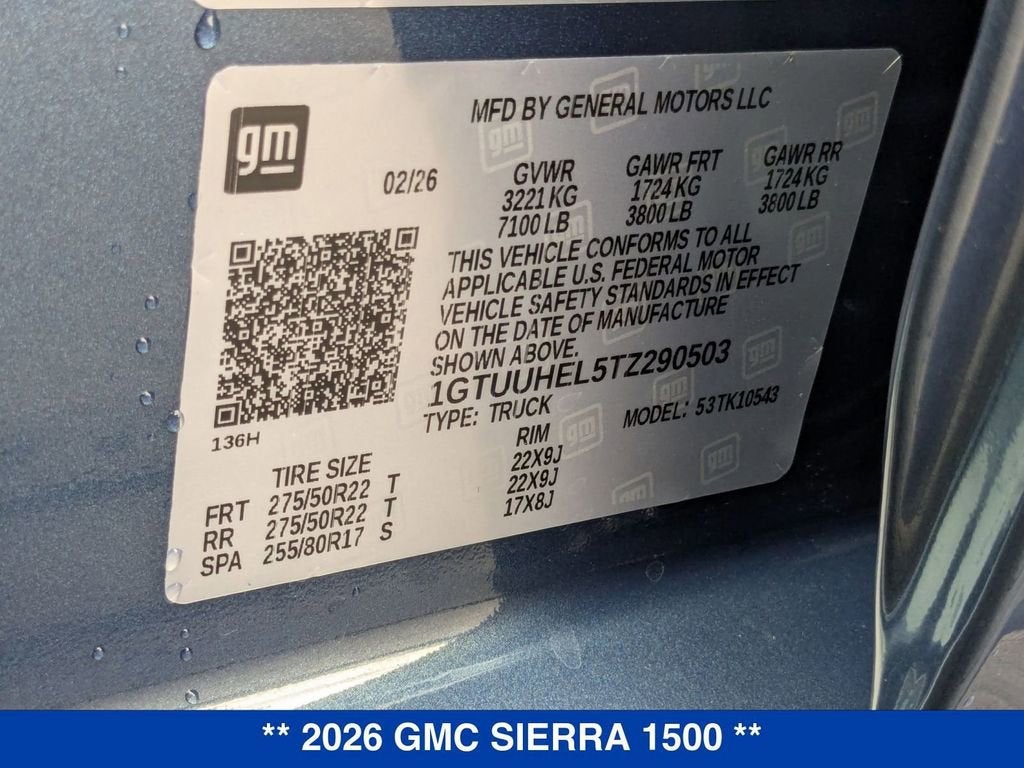 gm
MFD BY GENERAL MOTORS LLC
02/26
GVWR GAWR FRT GAWR RR
3221 KG 1724 KG 1724 KG
7100 LB 3800 LB 3800 LB
THIS VEHICLE CONFORMS TO ALL
APPLICABLE U.S. FEDERAL MOTOR
VEHICLE SAFETY STANDARDS IN EFFECT
ON THE DATE OF MANUFACTURE
SHOWN ABOVE.
1GTUUHEL5TZ290503
TYPE: TRUCK MODEL: 53TK10543
136H
TIRE SIZE RIM
FRT 275/50R22 T 22X9J
RR 275/50R22 T 22X9J
SPA 255/80R17 S 17X8J
** 2026 GMC SIERRA 1500 **